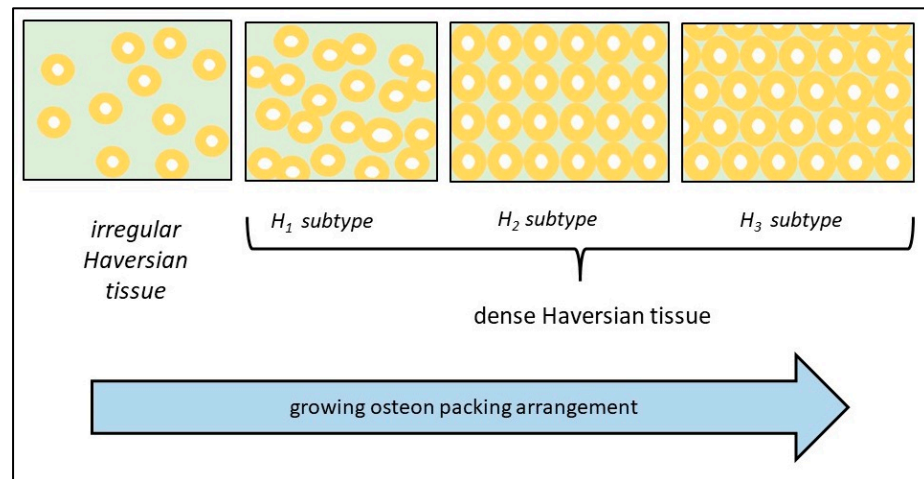 irregular
Haversian
tissue
H1 subtype
H2 subtype
H3 subtype
dense Haversian tissue
growing osteon packing arrangement